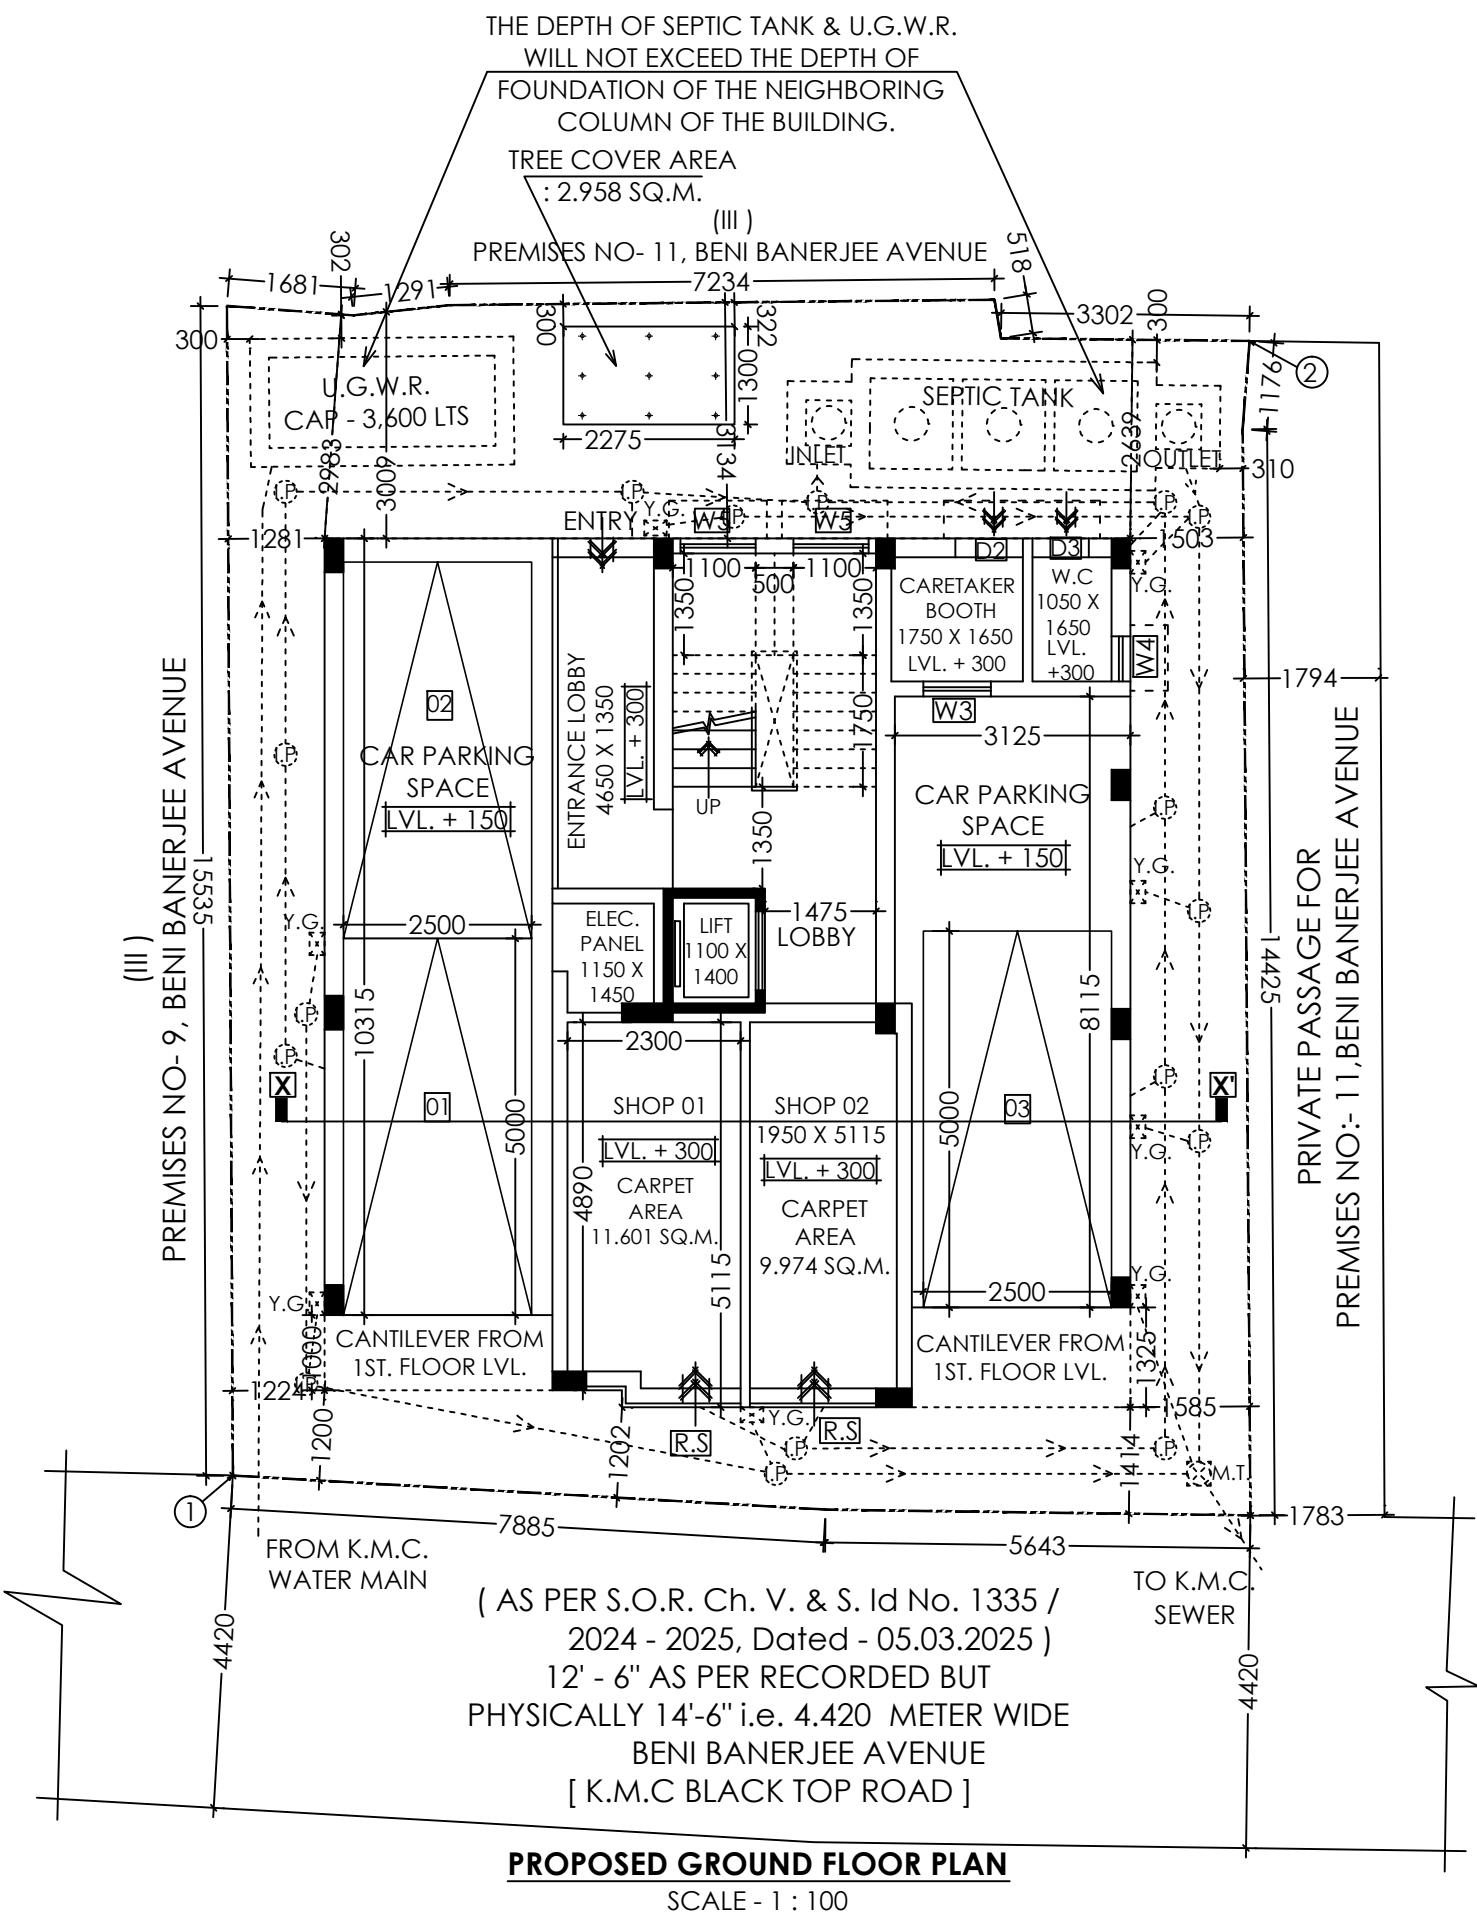 THE DEPTH OF SEPTIC TANK & U.G.W.R.
WILL NOT EXCEED THE DEPTH OF
FOUNDATION OF THE NEIGHBORING
COLUMN OF THE BUILDING.
TREE COVER AREA
: 2.958 SQ.M.
(III )
PREMISES NO- 11, BENI BANERJEE AVENUE
1681
302
1291
7234
518
3302
300
300
300
322
1300
2275
3134
U.G.W.R.
CAP - 3,600 LTS
2983
3009
SEPTIC TANK
INLET
OUTLET
2639
1176
2
310
I.P
I.P
Y.G.
I.P
I.P
I.P
I.P
ENTRY
W5
W5
D2
D3
1281
1503
1100
500
1100
1350
1350
CARETAKER
BOOTH
1750 X 1650
LVL. + 300
W.C
1050 X
1650
LVL.
+300
Y.G.
W4
W3
3125
1794
02
CAR PARKING
SPACE
LVL. + 150
ENTRANCE LOBBY
4650 X 1350
LVL. + 300
UP
1750
1350
CAR PARKING
SPACE
LVL. + 150
I.P
I.P
Y.G.
I.P
PREMISES NO- 9, BENI BANERJEE AVENUE
(III )
15535
PRIVATE PASSAGE FOR
PREMISES NO:- 11,BENI BANERJEE AVENUE
14425
Y.G.
2500
ELEC.
PANEL
1150 X
1450
LIFT
1100 X
1400
1475
LOBBY
I.P
I.P
10315
8115
2300
I.P
X
X'
01
5000
SHOP 01
LVL. + 300
CARPET
AREA
11.601 SQ.M.
4890
5115
SHOP 02
1950 X 5115
LVL. + 300
CARPET
AREA
9.974 SQ.M.
5000
03
Y.G.
I.P
2500
Y.G.
Y.G.
1000
I.P
CANTILEVER FROM
1ST. FLOOR LVL.
CANTILEVER FROM
1ST. FLOOR LVL.
1325
1224
1200
1202
R.S
Y.G.
R.S
I.P
I.P
I.P
1585
1414
M.T.
1
7885
5643
1783
FROM K.M.C.
WATER MAIN
TO K.M.C.
SEWER
4420
4420
( AS PER S.O.R. Ch. V. & S. Id No. 1335 /
2024 - 2025, Dated - 05.03.2025 )
12' - 6" AS PER RECORDED BUT
PHYSICALLY 14'-6" i.e. 4.420 METER WIDE
BENI BANERJEE AVENUE
[ K.M.C BLACK TOP ROAD ]
PROPOSED GROUND FLOOR PLAN
SCALE - 1 : 100